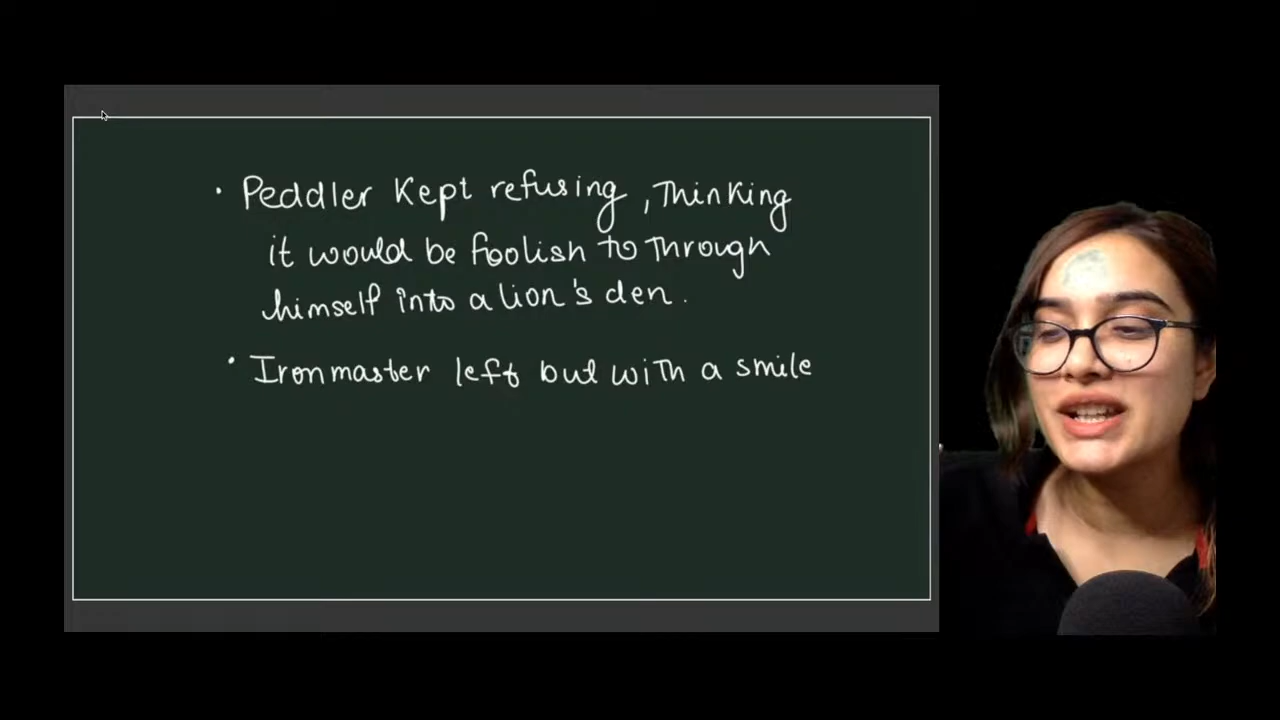 • Peddler Kept refusing, Thinking
it would be foolish to Through
himself into a lion's den.
• Ironmaster left but with a smile